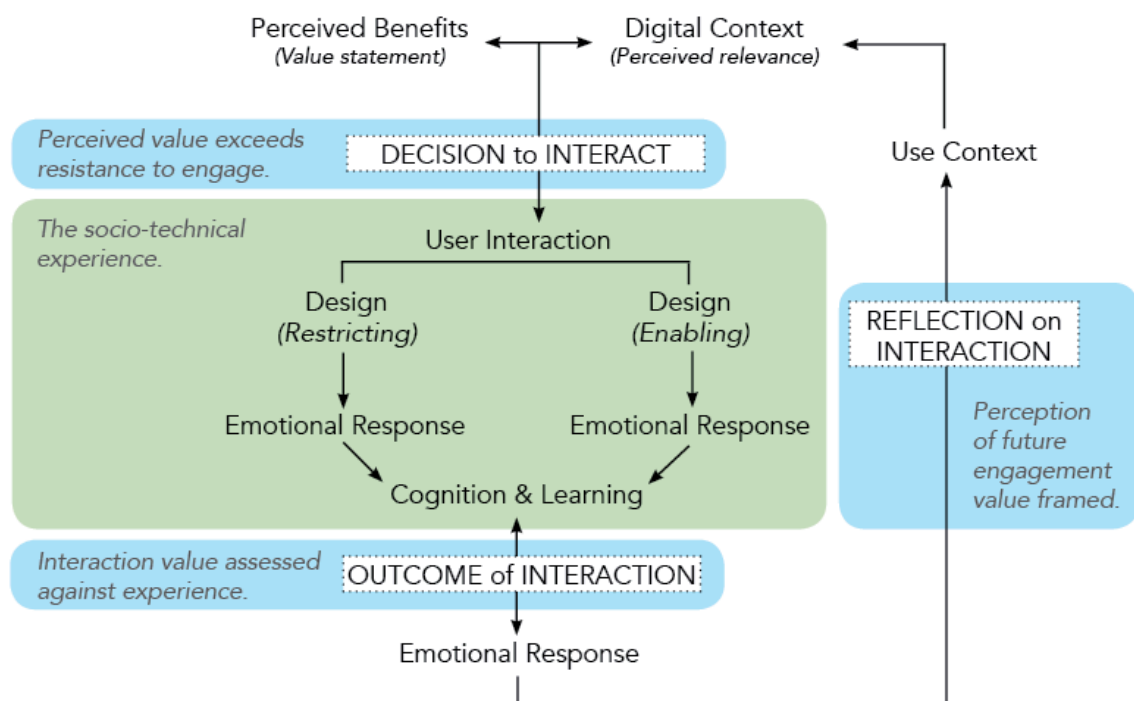 Perceived Benefits
(Value statement)
Digital Context
(Perceived relevance)
Perceived value exceeds
resistance to engage.
DECISION to INTERACT
Use Context
The socio-technical
experience.
User Interaction
Design
(Restricting)
Design
(Enabling)
REFLECTION on
INTERACTION
Emotional Response
Emotional Response
Perception
of future
engagement
value framed.
Cognition & Learning
Interaction value assessed
against experience.
OUTCOME of INTERACTION
Emotional Response